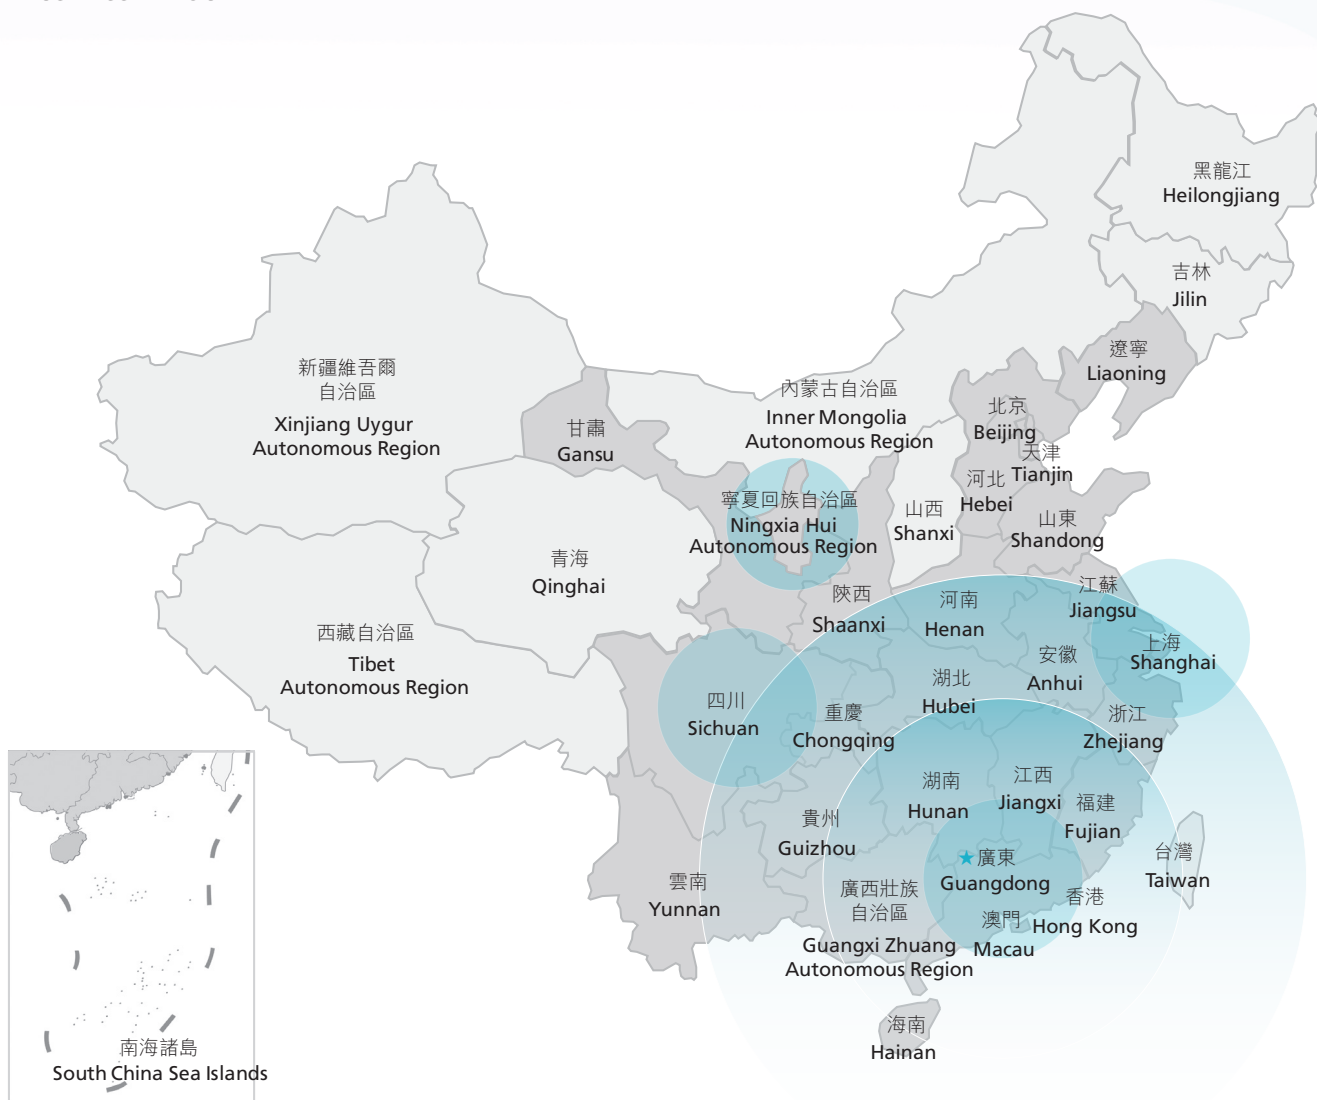 黑龍江
Heilongjiang
吉林
Jilin
遼寧
Liaoning
新疆維吾爾
自治區
Xinjiang Uygur
Autonomous Region
甘肅
Gansu
內蒙古自治區
Inner Mongolia
Autonomous Region
北京
Beijing
天津
Tianjin
河北
Hebei
山西
Shanxi
山東
Shandong
寧夏回族自治區
Ningxia Hui
Autonomous Region
青海
Qinghai
陝西
Shaanxi
河南
Henan
江蘇
Jiangsu
西藏自治區
Tibet
Autonomous Region
安徽
Anhui
上海
Shanghai
四川
Sichuan
湖北
Hubei
重慶
Chongqing
浙江
Zhejiang
湖南
Hunan
江西
Jiangxi
福建
Fujian
貴州
Guizhou
台灣
Taiwan
雲南
Yunnan
廣東
Guangdong
廣西壯族
自治區
Guangxi Zhuang
Autonomous Region
香港
Hong Kong
澳門
Macau
海南
Hainan
南海諸島
South China Sea Islands